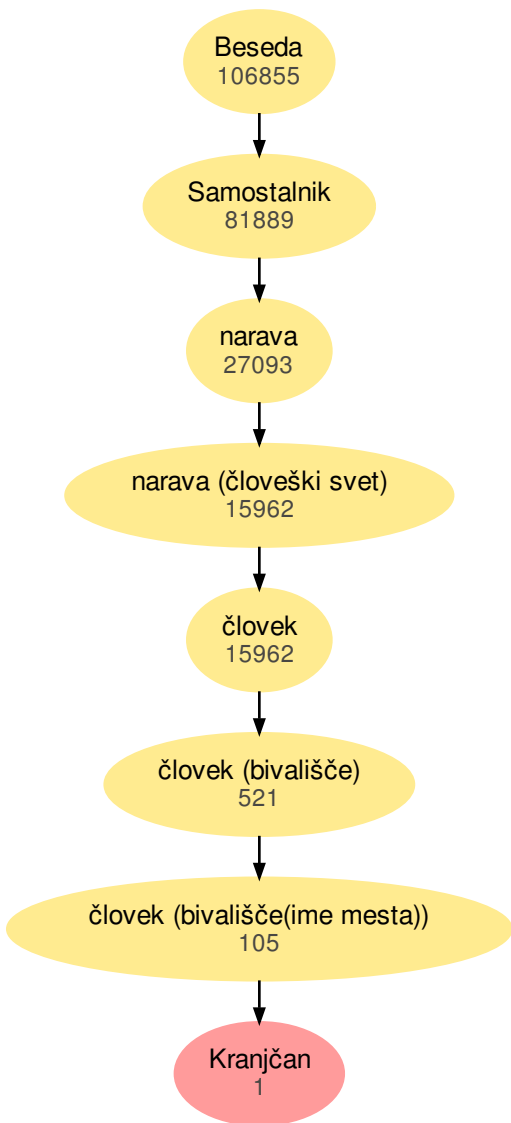 Beseda
106855
Samostalnik
81889
narava
27093
narava (človeški svet)
15962
človek
15962
človek (bivališče)
521
človek (bivališče(ime mesta))
105
Kranjčan
1